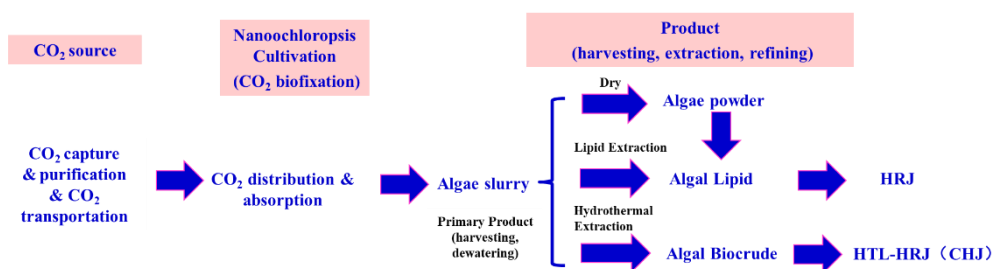 CO₂ source
Nanoochloropsis
Cultivation
(CO₂ biofixation)
Product
(harvesting, extraction, refining)
CO₂ capture
& purification
& CO₂
transportation
CO₂ distribution &
absorption
Algae slurry
Primary Product
(harvesting,
dewatering)
Dry
Algae powder
Lipid Extraction
Algal Lipid
HRJ
Hydrothermal
Extraction
Algal Biocrude
HTL-HRJ（CHJ）